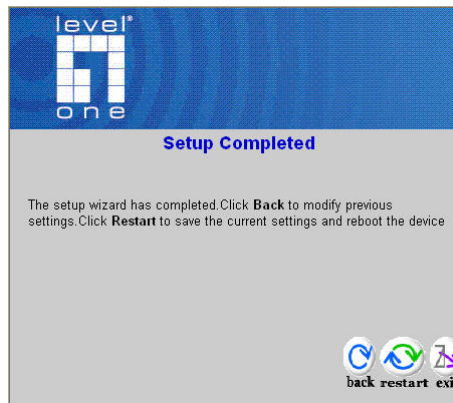 level®
one
Setup Completed
The setup wizard has completed.Click Back to modify previous
settings.Click Restart to save the current settings and reboot the device
back restart exi